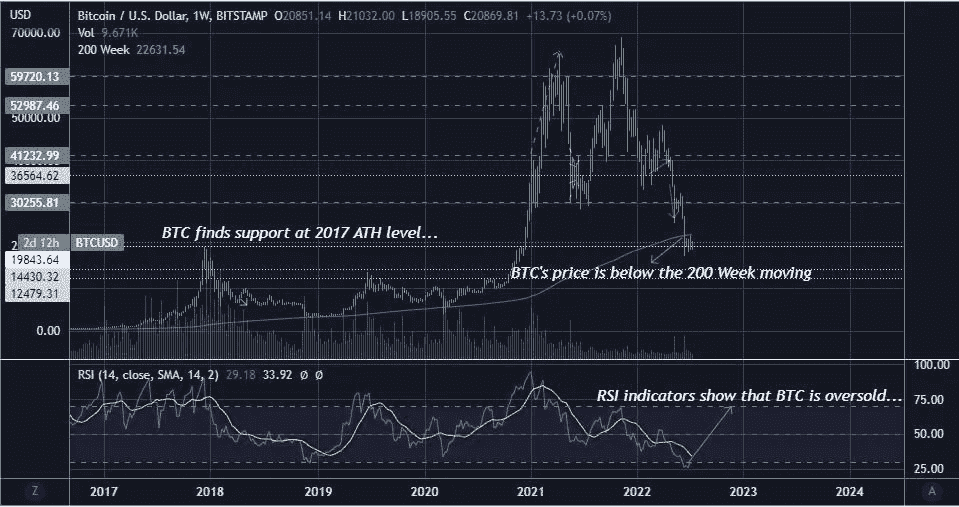 USD
Bitcoin / U.S. Dollar, 1W, BITSTAMP O20851.14 H21032.00 L18905.55 C20869.81 +13.73 (+0.07%)
Vol 9.671K
200 Week 22631.54
70000.00
59720.13
52987.46
50000.00
41232.99
36564.62
30255.81
BTC finds support at 2017 ATH level...
2d 12h BTCUSD
19843.64
BTC's price is below the 200 Week moving
14430.32
12479.31
0.00
100.00
RSI (14, close, SMA, 14, 2) 29.18 33.92 Ø Ø
RSI indicators show that BTC is oversold...
75.00
50.00
25.00
Z 2017 2018 2019 2020 2021 2022 2023 2024 A